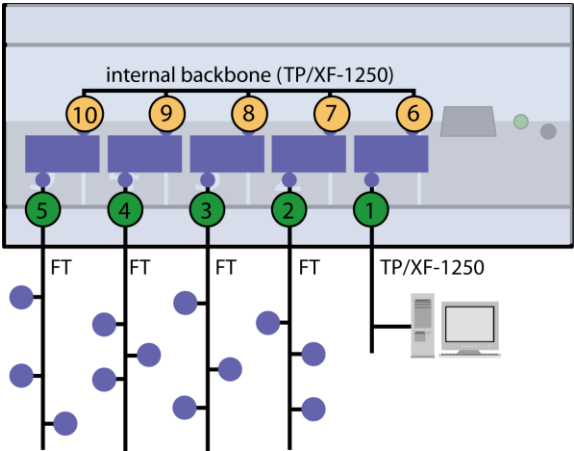 internal backbone (TP/XF-1250)
10 9 8 7 6
5 4 3 2 1
FT FT FT FT TP/XF-1250